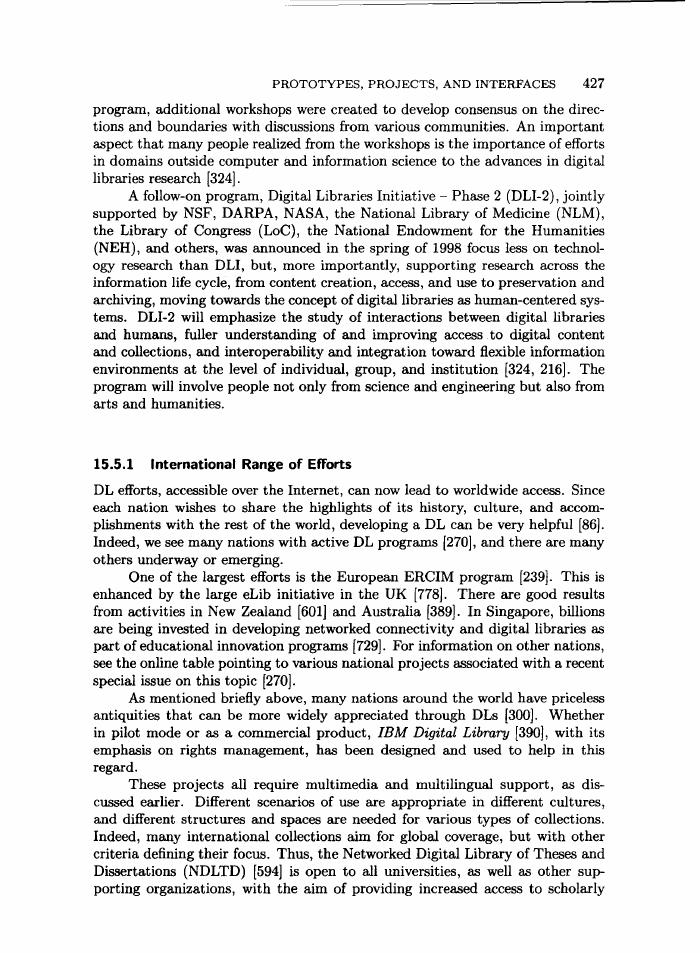 PROTOTYPES, PROJECTS, AND INTERFACES 427
program, additional workshops were created to develop consensus on the direc-
tions and boundaries with discussions from various communities. An important
aspect that many people realized from the workshops is the importance of efforts
in domains outside computer and information science to the advances in digital
libraries research [324].
A follow-on program, Digital Libraries Initiative – Phase 2 (DLI-2), jointly
supported by NSF, DARPA, NASA, the National Library of Medicine (NLM),
the Library of Congress (LoC), the National Endowment for the Humanities
(NEH), and others, was announced in the spring of 1998 focus less on technol-
ogy research than DLI, but, more importantly, supporting research across the
information life cycle, from content creation, access, and use to preservation and
archiving, moving towards the concept of digital libraries as human-centered sys-
tems. DLI-2 will emphasize the study of interactions between digital libraries
and humans, fuller understanding of and improving access to digital content
and collections, and interoperability and integration toward flexible information
environments at the level of individual, group, and institution [324, 216]. The
program will involve people not only from science and engineering but also from
arts and humanities.
15.5.1 International Range of Efforts
DL efforts, accessible over the Internet, can now lead to worldwide access. Since
each nation wishes to share the highlights of its history, culture, and accom-
plishments with the rest of the world, developing a DL can be very helpful [86].
Indeed, we see many nations with active DL programs [270], and there are many
others underway or emerging.
One of the largest efforts is the European ERCIM program [239]. This is
enhanced by the large eLib initiative in the UK [778]. There are good results
from activities in New Zealand [601] and Australia [389]. In Singapore, billions
are being invested in developing networked connectivity and digital libraries as
part of educational innovation programs [729]. For information on other nations,
see the online table pointing to various national projects associated with a recent
special issue on this topic [270].
As mentioned briefly above, many nations around the world have priceless
antiquities that can be more widely appreciated through DLs [300]. Whether
in pilot mode or as a commercial product, IBM Digital Library [390], with its
emphasis on rights management, has been designed and used to help in this
regard.
These projects all require multimedia and multilingual support, as dis-
cussed earlier. Different scenarios of use are appropriate in different cultures,
and different structures and spaces are needed for various types of collections.
Indeed, many international collections aim for global coverage, but with other
criteria defining their focus. Thus, the Networked Digital Library of Theses and
Dissertations (NDLTD) [594] is open to all universities, as well as other sup-
porting organizations, with the aim of providing increased access to scholarly